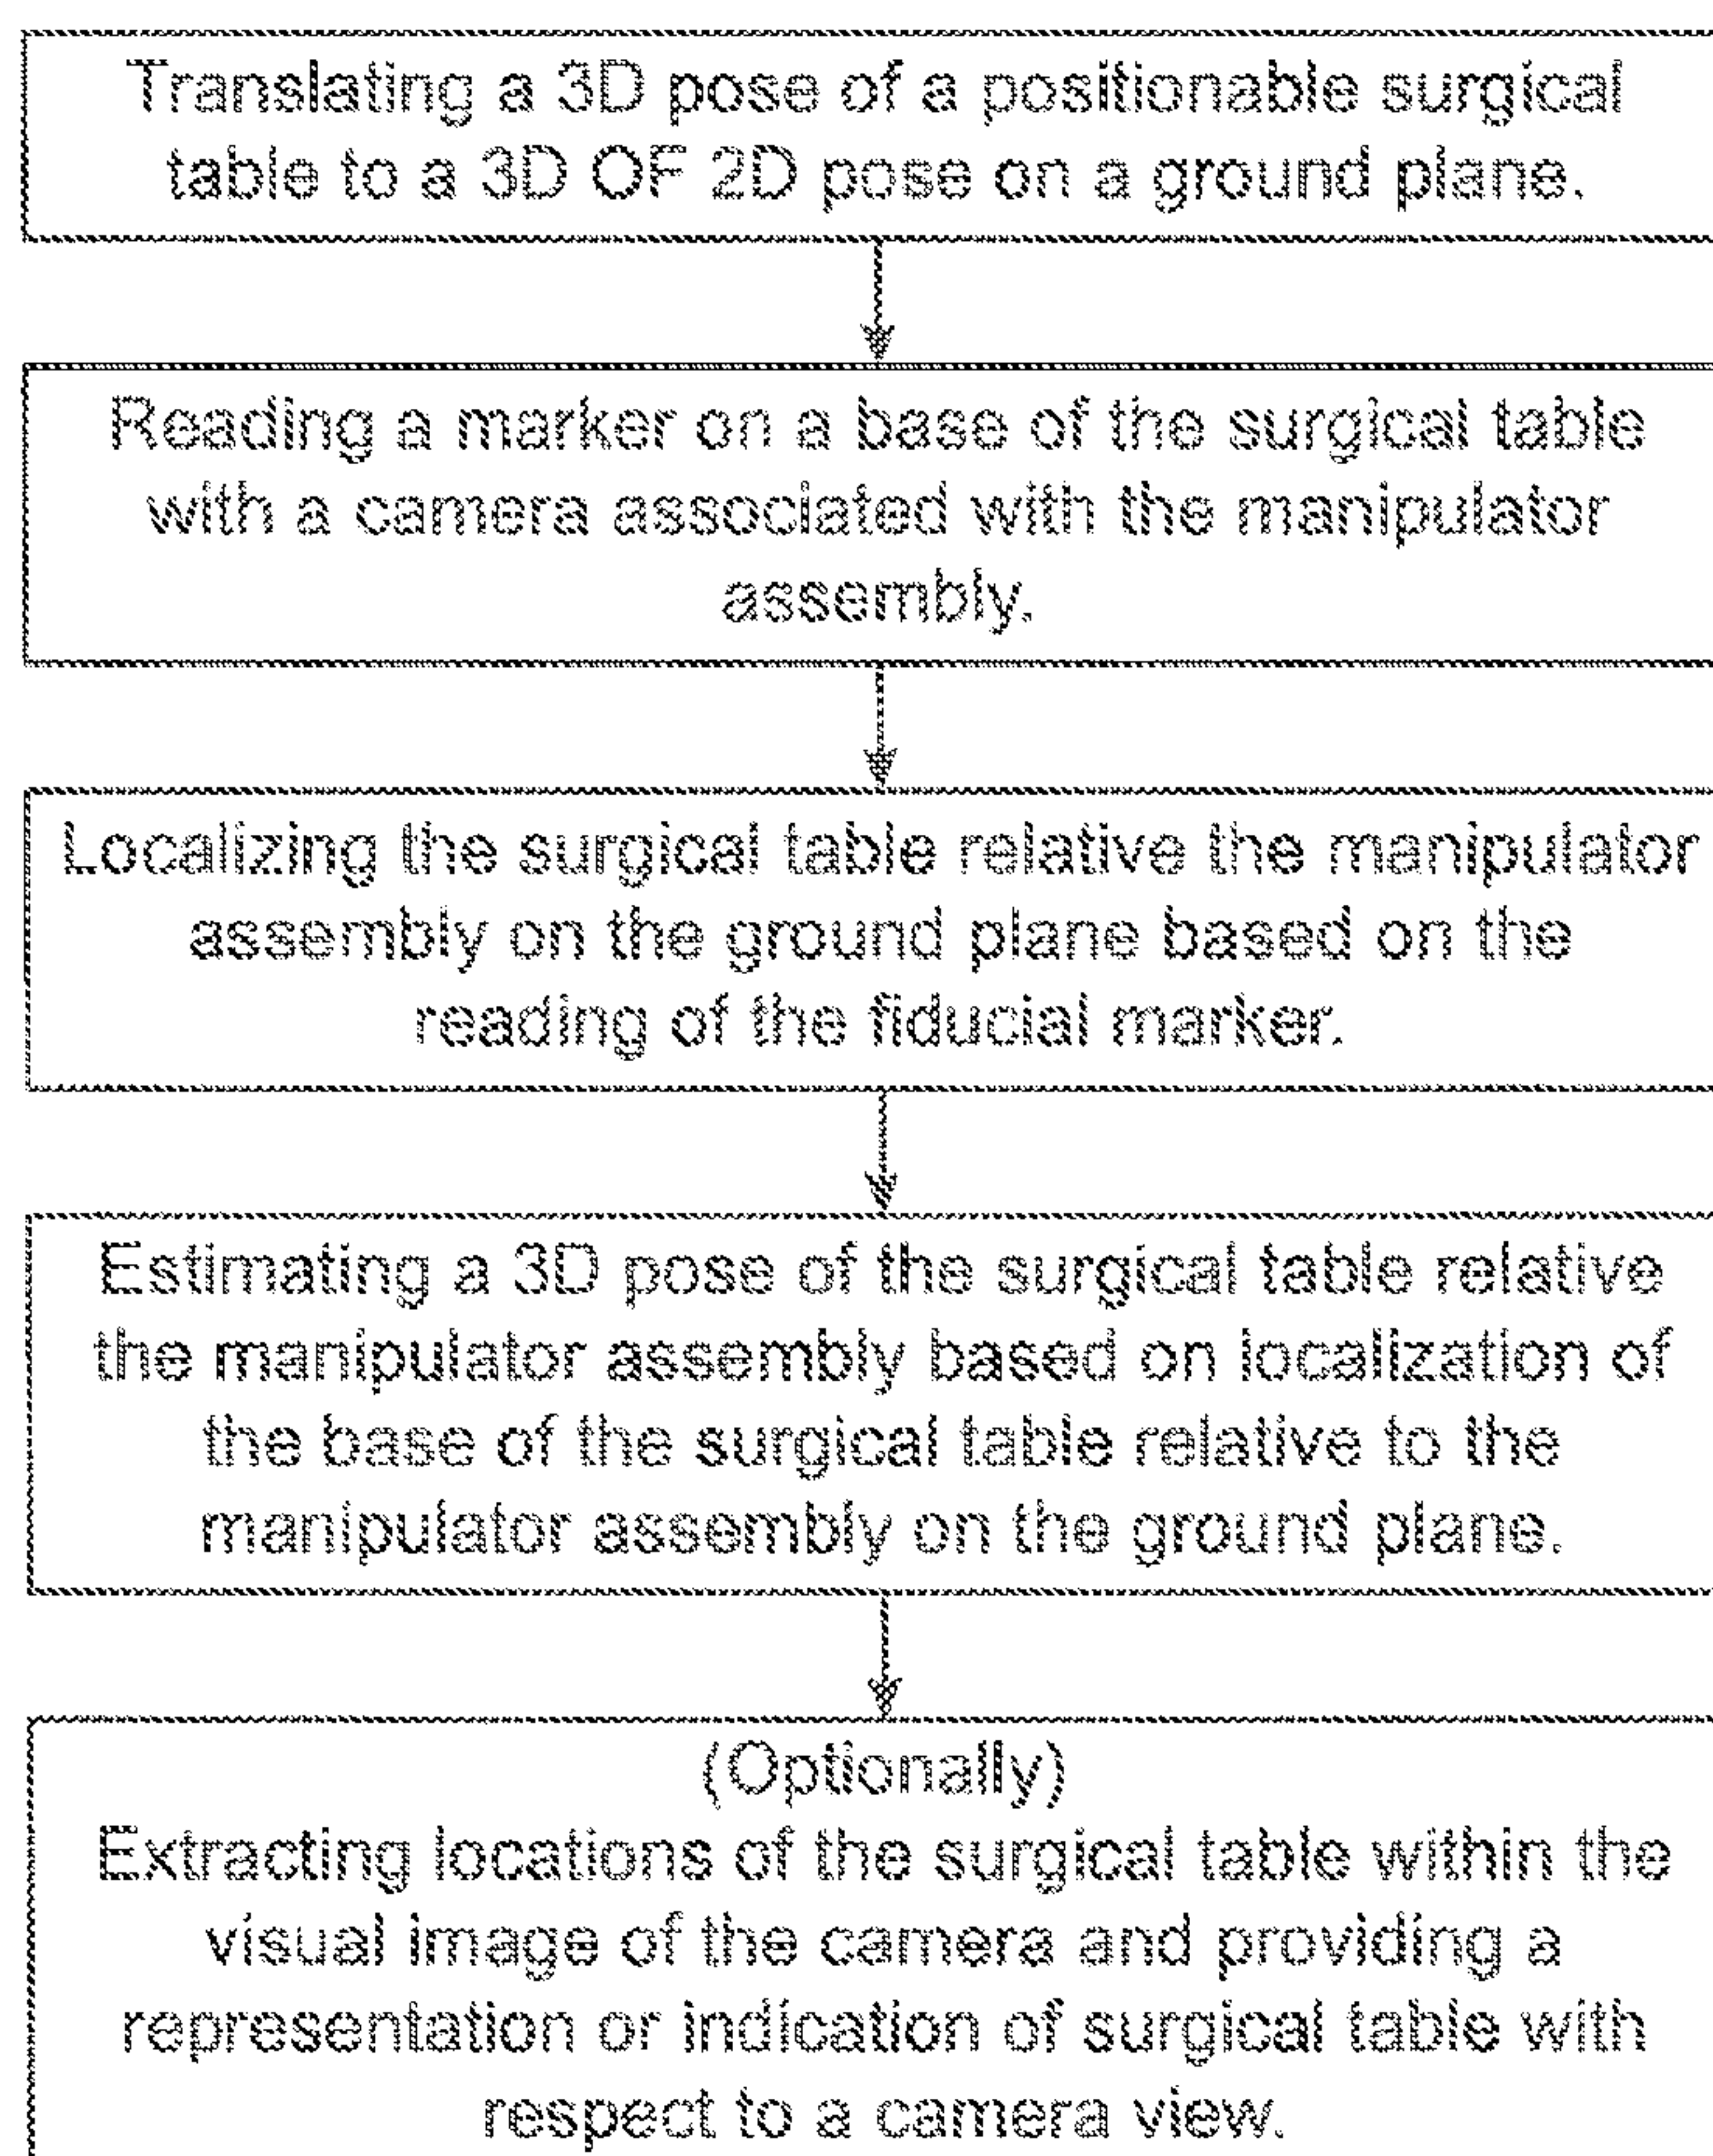 Translating a 3D pose of a positionable surgical
table to a 3D OF 2D pose on a ground plane.
Reading a marker on a base of the surgical table
with a camera associated with the manipulator
assembly.
Localizing the surgical table relative the manipulator
assembly on the ground plane based on the
reading of the fiducial marker.
Estimating a 3D pose of the surgical table relative
the manipulator assembly based on localization of
the base of the surgical table relative to the
manipulator assembly on the ground plane.
(Optionally)
Extracting locations of the surgical table within the
visual image of the camera and providing a
representation or indication of surgical table with
respect to a camera view.